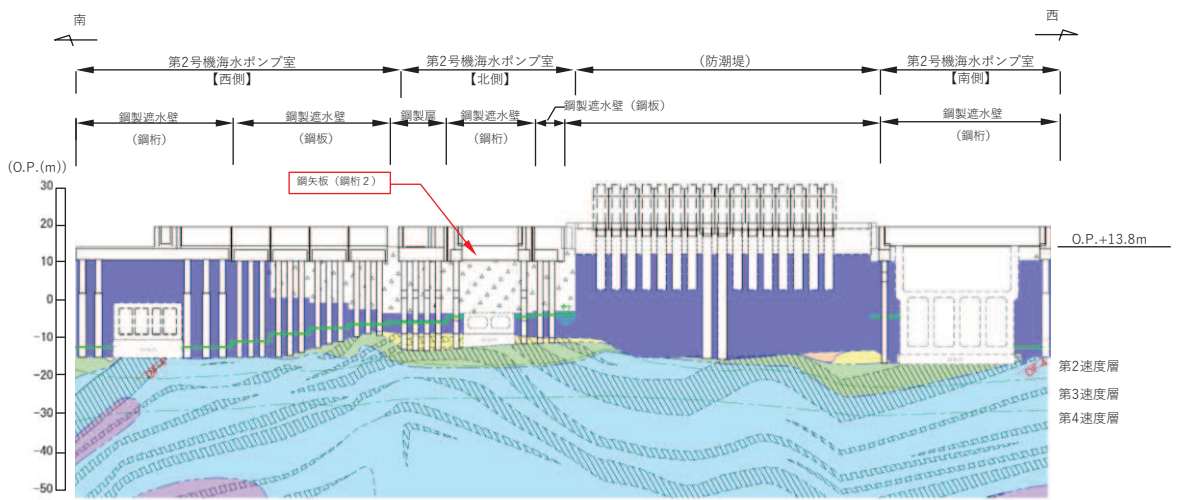 南
西
第2号機海水ポンプ室
【西側】
第2号機海水ポンプ室
【北側】
(防潮堤)
第2号機海水ポンプ室
【南側】
鋼製遮水壁
(鋼桁)
鋼製遮水壁
(鋼板)
鋼製扉
鋼製遮水壁
(鋼桁)
鋼製遮水壁（鋼板）
鋼製遮水壁
(鋼桁)
(O.P.(m))
鋼矢板（鋼桁２）
30
20
10
0
-10
-20
-30
-40
-50
O.P.+13.8m
第2速度層
第3速度層
第4速度層